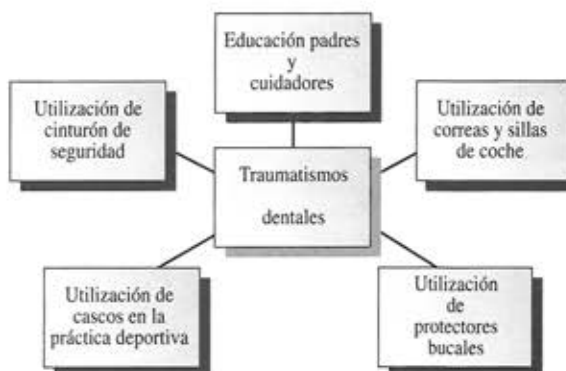 Educación padres
y
cuidadores
Utilización de
cinturón de
seguridad
Utilización de
correas y sillas
de coche
Traumatismos
dentales
Utilización de
cascos en la
práctica deportiva
Utilización
de
protectores
bucales